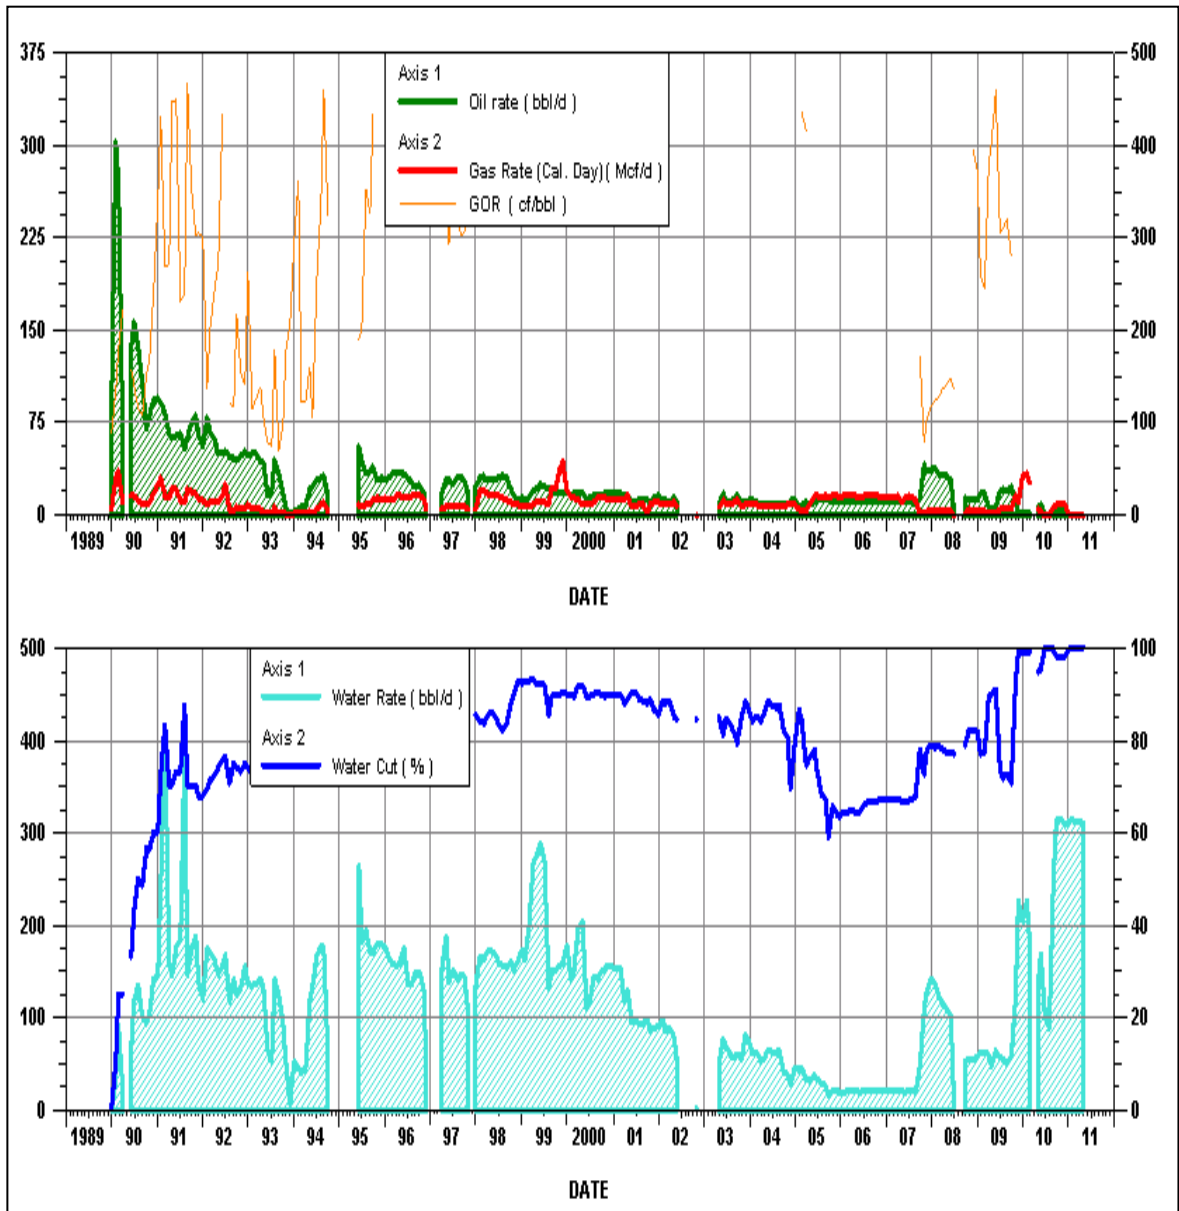 375
300
225
150
75
0
500
400
300
200
100
0
Axis 1
Oil rate ( bbl/d )
Axis 2
Gas Rate (Cal. Day) ( Mcf/d )
GOR ( cf/bbl )
1989 90 91 92 93 94 95 96 97 98 99 2000 01 02 03 04 05 06 07 08 09 10 11
DATE
500
400
300
200
100
0
100
80
60
40
20
0
Axis 1
Water Rate ( bbl/d )
Axis 2
Water Cut ( % )
1989 90 91 92 93 94 95 96 97 98 99 2000 01 02 03 04 05 06 07 08 09 10 11
DATE